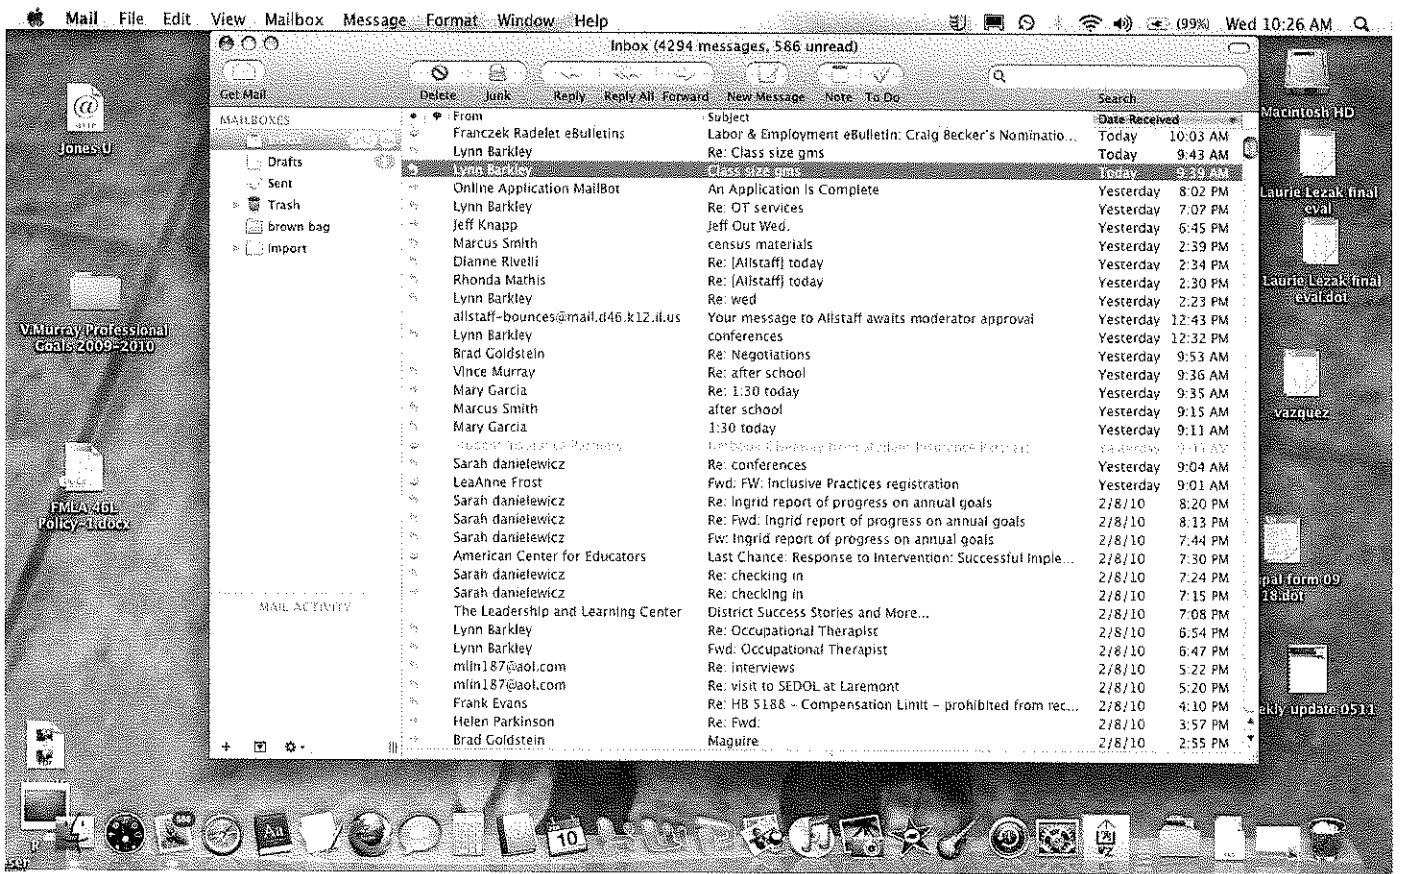 Mail File Edit View Mailbox Message Format Window Help (99%) Wed 10:26 AM
Inbox (4294 messages, 586 unread)
Get Mail Delete Junk Reply Reply All Forward New Message Note To Do Search
MAILBOXES
Drafts
Sent
Trash
brown bag
Import
MAIL ACTIVITY
From Subject Date Received
Franczek Radelet eBulletins Labor & Employment eBulletin: Craig Becker's Nominatio... Today 10:03 AM
Lynn Barkley Re: Class size gms Today 9:43 AM
Lynn Barkley Class size gms Today 9:39 AM
Online Application MailBot An Application Is Complete Yesterday 8:02 PM
Lynn Barkley Re: OT services Yesterday 7:07 PM
Jeff Knapp Jeff Out Wed. Yesterday 6:45 PM
Marcus Smith census materials Yesterday 2:39 PM
Dianne Rivelli Re: [Allstaff] today Yesterday 2:34 PM
Rhonda Mathis Re: [Allstaff] today Yesterday 2:30 PM
Lynn Barkley Re: wed Yesterday 2:23 PM
allstaff-bounces@mail.d46.k12.il.us Your message to Allstaff awaits moderator approval Yesterday 12:43 PM
Lynn Barkley conferences Yesterday 12:32 PM
Brad Goldstein Re: Negotiations Yesterday 9:53 AM
Vince Murray Re: after school Yesterday 9:36 AM
Mary Garcia Re: 1:30 today Yesterday 9:35 AM
Marcus Smith after school Yesterday 9:15 AM
Mary Garcia 1:30 today Yesterday 9:11 AM
Sarah danielewicz Re: conferences Yesterday 9:04 AM
LeaAnne Frost Fwd: FW: Inclusive Practices registration Yesterday 9:01 AM
Sarah danielewicz Re: Ingrid report of progress on annual goals 2/8/10 8:20 PM
Sarah danielewicz Re: Fwd: Ingrid report of progress on annual goals 2/8/10 8:13 PM
Sarah danielewicz Fw: Ingrid report of progress on annual goals 2/8/10 7:44 PM
American Center for Educators Last Chance: Response to Intervention: Successful Imple... 2/8/10 7:30 PM
Sarah danielewicz Re: checking in 2/8/10 7:24 PM
Sarah danielewicz Re: checking in 2/8/10 7:15 PM
The Leadership and Learning Center District Success Stories and More... 2/8/10 7:08 PM
Lynn Barkley Re: Occupational Therapist 2/8/10 6:54 PM
Lynn Barkley Fwd: Occupational Therapist 2/8/10 6:47 PM
mlin187@aol.com Re: interviews 2/8/10 5:22 PM
mlin187@aol.com Re: visit to SEDOL at Laremont 2/8/10 5:20 PM
Frank Evans Re: HB 5188 - Compensation Limit - prohibited from rec... 2/8/10 4:10 PM
Helen Parkinson Re: Fwd: 2/8/10 3:57 PM
Brad Goldstein Maguire 2/8/10 2:55 PM
Jones U
V.Murray Professional
Goals 2009-2010
FMLA 46L
Policy-1.docx
Macintosh HD
Laurie Lezak final
eval
Laurie Lezak final
eval.dot
vazquez
ipal form 09
18.dot
ekly update 0511
10